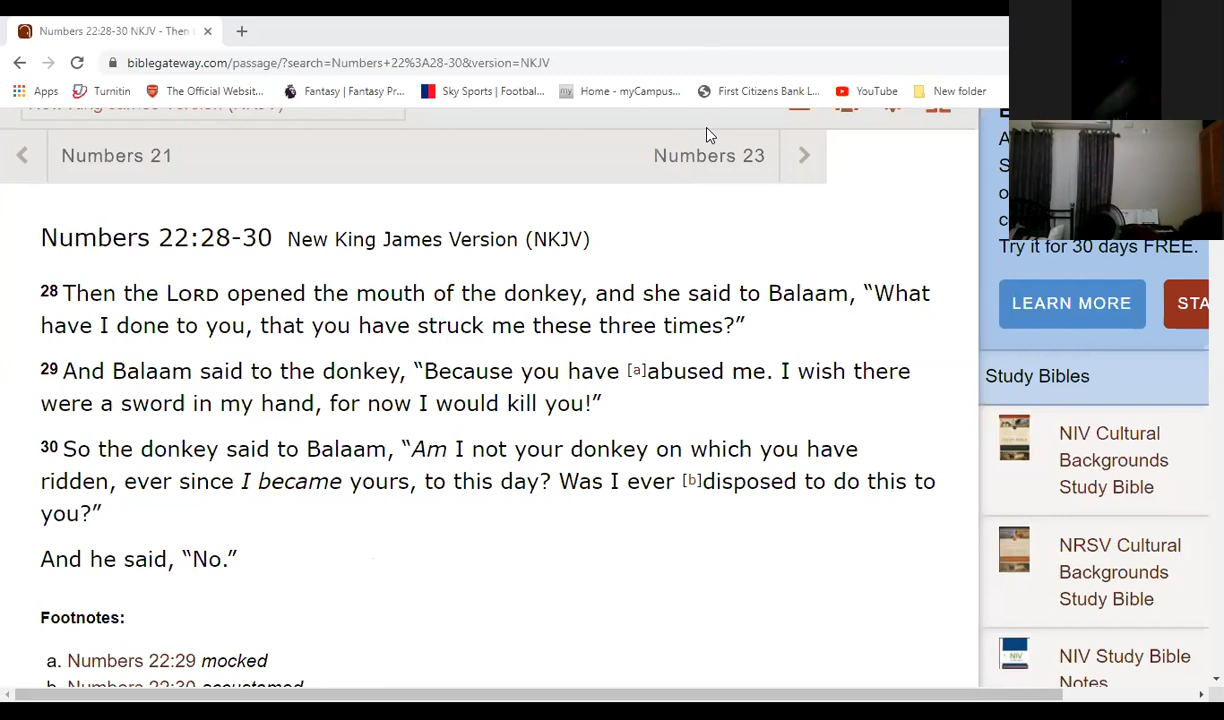 Numbers 22:28-30 NKJV - Then
biblegateway.com/passage/?search=Numbers+22%3A28-30&version=NKJV
Apps Turnitin The Official Websit... Fantasy | Fantasy Pr... Sky Sports | Footbal... my Home - myCampus... First Citizens Bank L... YouTube New folder
Numbers 21 Numbers 23
Numbers 22:28-30 New King James Version (NKJV)
28 Then the LORD opened the mouth of the donkey, and she said to Balaam, “What
have I done to you, that you have struck me these three times?”
29 And Balaam said to the donkey, “Because you have [a]abused me. I wish there
were a sword in my hand, for now I would kill you!”
30 So the donkey said to Balaam, “Am I not your donkey on which you have
ridden, ever since I became yours, to this day? Was I ever [b]disposed to do this to
you?”
And he said, “No.”
Footnotes:
a. Numbers 22:29 mocked
b. Numbers 22:30 accustomed
Try it for 30 days FREE.
LEARN MORE STA
Study Bibles
NIV Cultural
Backgrounds
Study Bible
NRSV Cultural
Backgrounds
Study Bible
NIV Study Bible
Notes